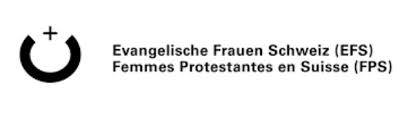 Evangelische Frauen Schweiz (EFS)
Femmes Protestantes en Suisse (FPS)